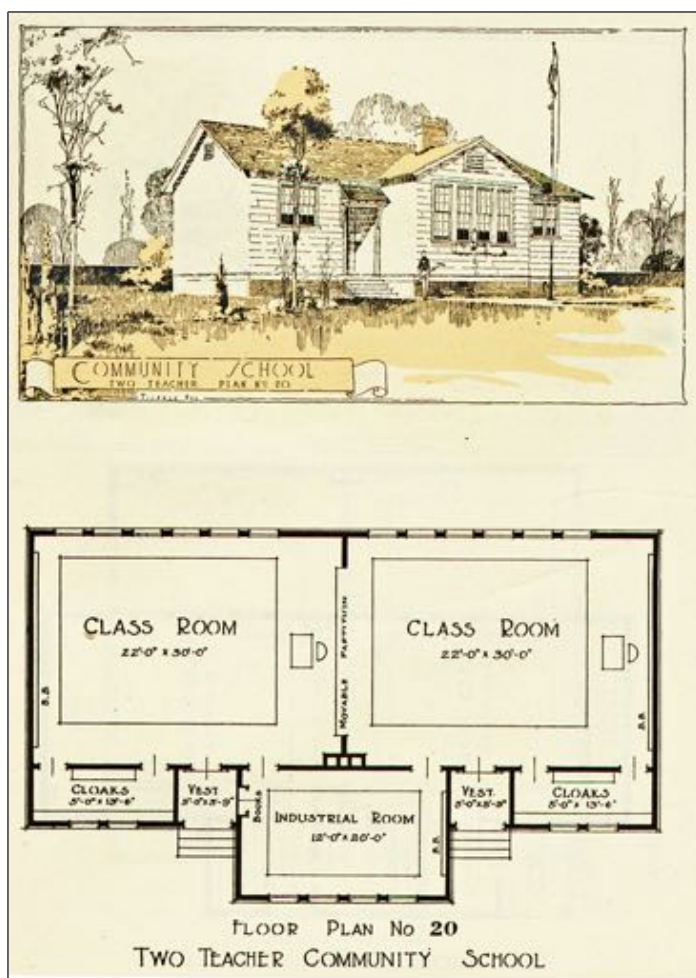 COMMUNITY SCHOOL
TWO TEACHER PLAN Nº 20
CLASS ROOM
22'-0" x 30'-0"
MOVABLE PARTITION
CLASS ROOM
22'-0" x 30'-0"
B.B.
B.B.
CLOAKS
5'-0" x 13'-6"
VEST.
BOOKS
INDUSTRIAL ROOM
12'-0" x 20'-0"
B.B.
VEST.
CLOAKS
5'-0" x 13'-6"
FLOOR PLAN No 20
TWO TEACHER COMMUNITY SCHOOL